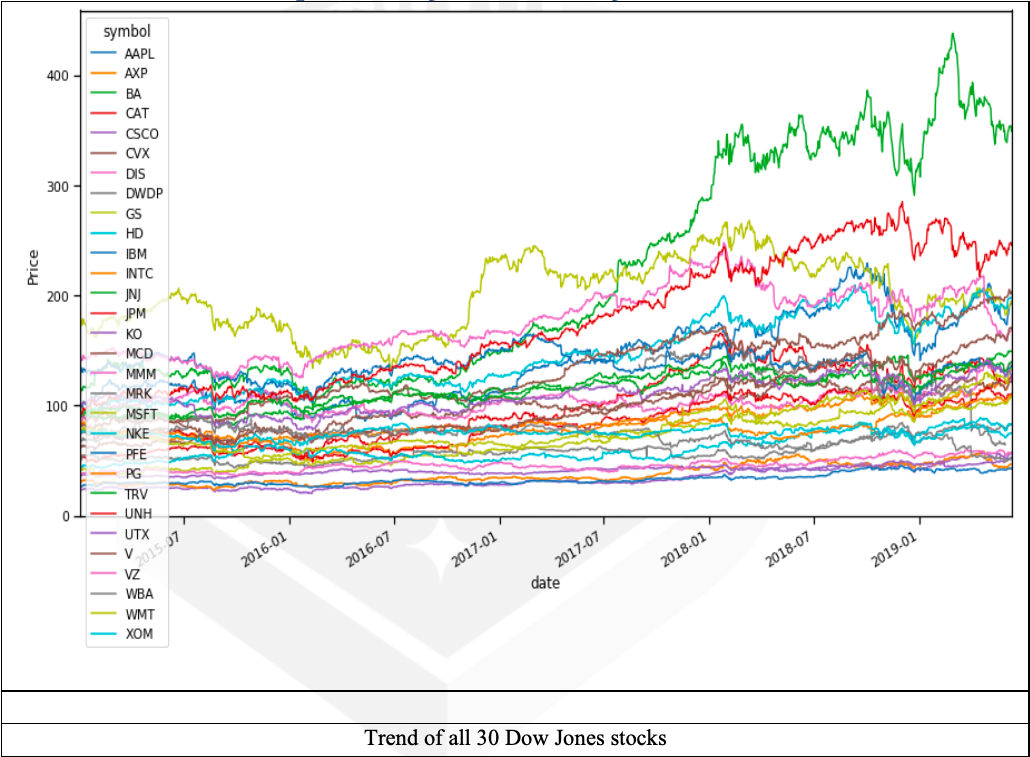 symbol
AAPL
AXP
BA
CAT
CSCO
CVX
DIS
DWDP
GS
HD
IBM
INTC
JNJ
JPM
KO
MCD
MMM
MRK
MSFT
NKE
PFE
PG
TRV
UNH
UTX
V
VZ
WBA
WMT
XOM
Price
400
300
200
100
0
2015-07
2016-01
2016-07
2017-01
2017-07
2018-01
2018-07
2019-01
date
Trend of all 30 Dow Jones stocks